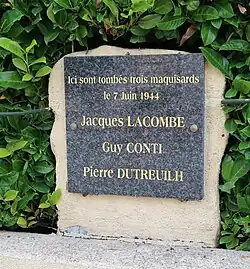 Ici sont tombés trois maquisards
le 7 Juin 1944
Jacques LACOMBE
Guy CONTI
Pierre DUTREUILH